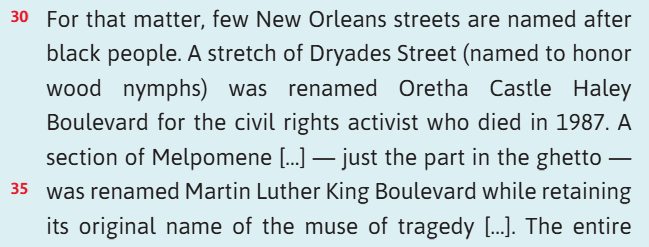 30 For that matter, few New Orleans streets are named after
black people. A stretch of Dryades Street (named to honor
wood nymphs) was renamed Oretha Castle Haley
Boulevard for the civil rights activist who died in 1987. A
section of Melpomene [...] — just the part in the ghetto —
35 was renamed Martin Luther King Boulevard while retaining
its original name of the muse of tragedy [...]. The entire